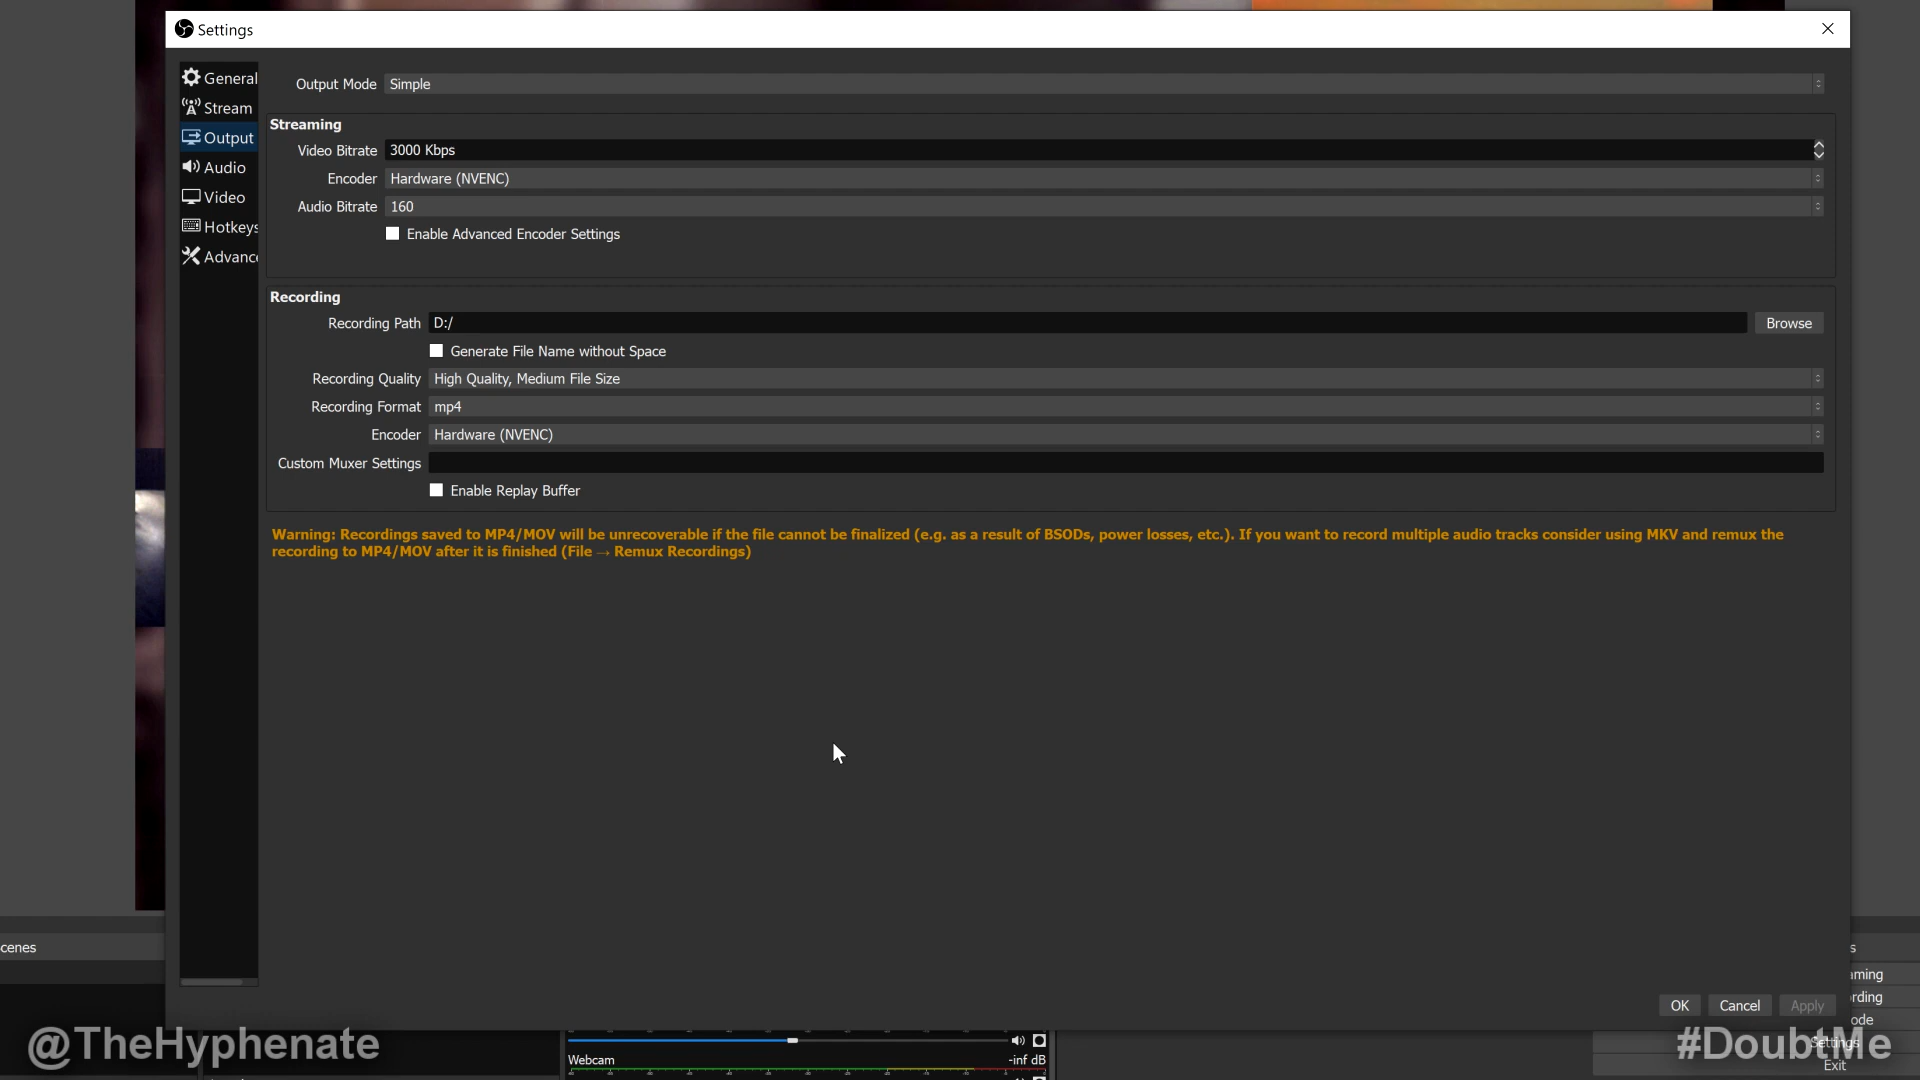 Settings
General
Output Mode Simple
Stream
Streaming
Output
Video Bitrate 3000 Kbps
Audio
Encoder Hardware (NVENC)
Video
Audio Bitrate 160
Hotkeys
Enable Advanced Encoder Settings
Advanc
Recording
Recording Path D:/ Browse
Generate File Name without Space
Recording Quality High Quality, Medium File Size
Recording Format mp4
Encoder Hardware (NVENC)
Custom Muxer Settings
Enable Replay Buffer
Warning: Recordings saved to MP4/MOV will be unrecoverable if the file cannot be finalized (e.g. as a result of BSODs, power losses, etc.). If you want to record multiple audio tracks consider using MKV and remux the
recording to MP4/MOV after it is finished (File → Remux Recordings)
cenes
s
aming
OK Cancel Apply
rding
ode
@TheHyphenate
#DoubtMe
Settings
Webcam -inf dB
Exit